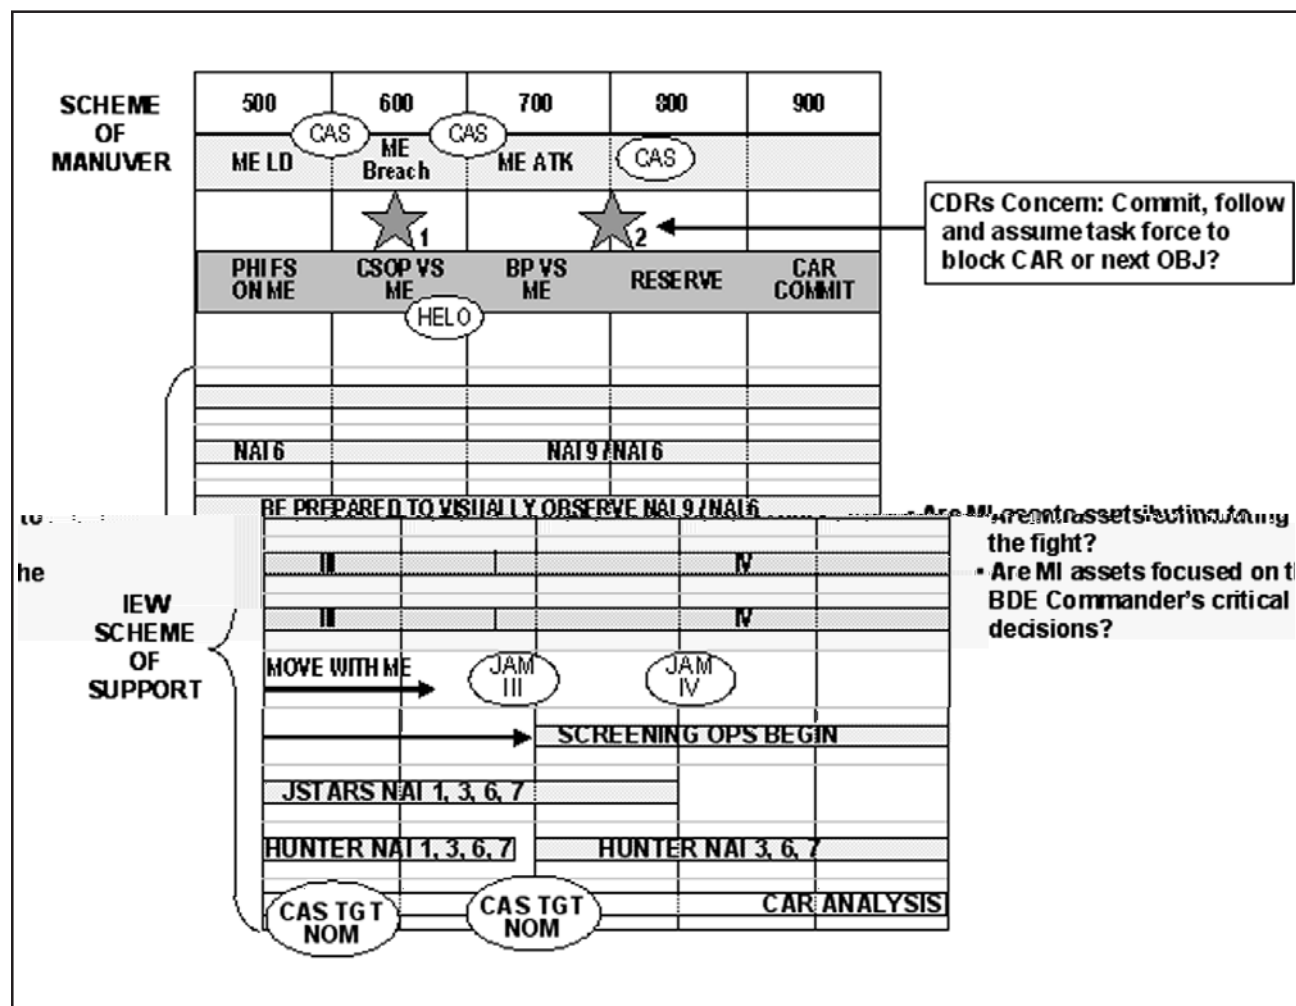 SCHEME
OF
MANUVER
500 600 700 800 900
CAS CAS CAS
ME LD
ME
Breach
ME ATK
1
2
CDRs Concern: Commit, follow
and assume task force to
block CAR or next OBJ?
PHI FS
ON ME
CSOP VS
ME
BP VS
ME
RESERVE
CAR
COMMIT
HELO
NAI 6
NAI 9 / NAI 6
BE PREPARED TO VISUALLY OBSERVE NAI 9 / NAI 6
to
he
• Are MI
the fight?
• Are MI assets focused on
BDE Commander's critical
decisions?
III IV
IEW
SCHEME
OF
SUPPORT
III IV
MOVE WITH ME
JAM
III
JAM
IV
SCREENING OPS BEGIN
JSTARS NAI 1, 3, 6, 7
HUNTER NAI 1, 3, 6, 7
HUNTER NAI 3, 6, 7
CAS TGT
NOM
CAS TGT
NOM
CAR ANALYSIS